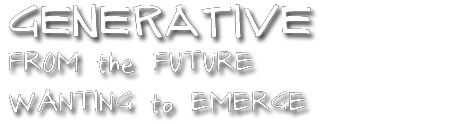 GENERATIVE
FROM the FUTURE
WANTING to EMERGE